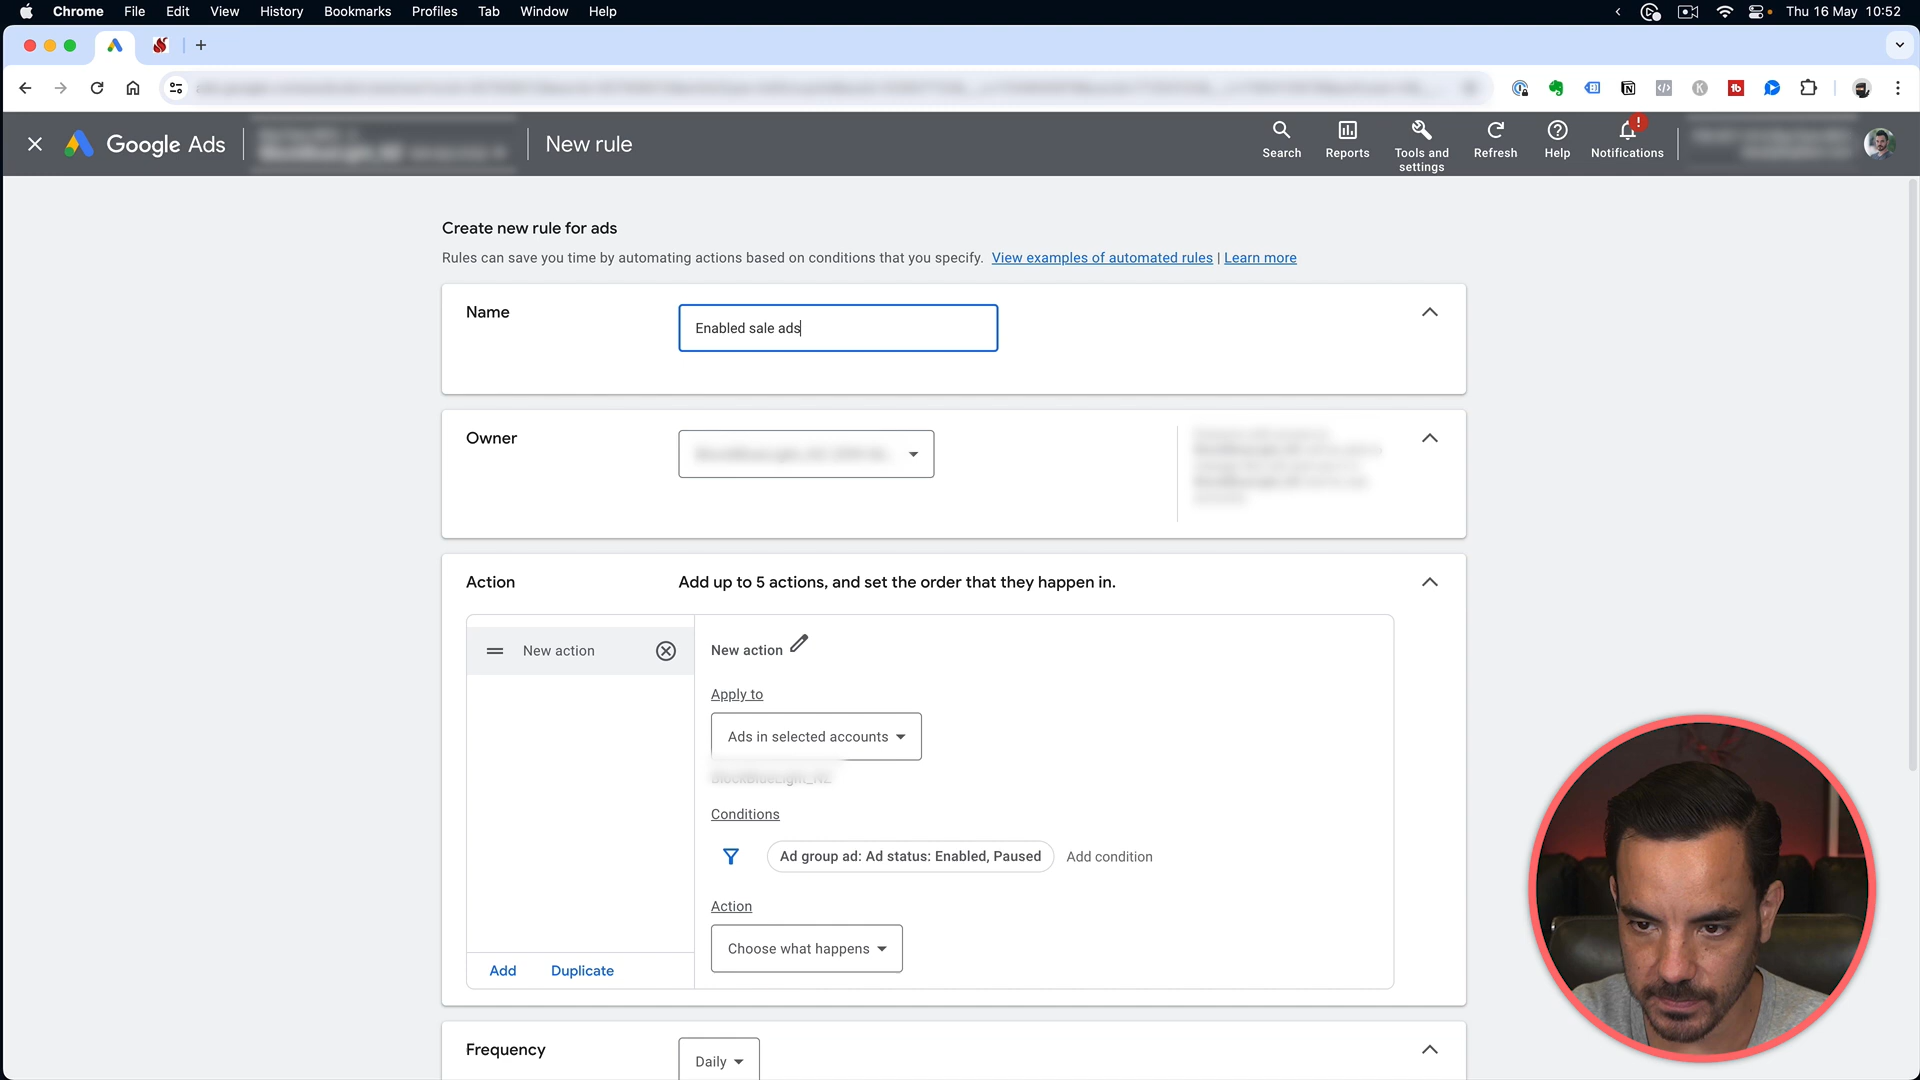 Chrome File Edit View History Bookmarks Profiles Tab Window Help Thu 16 May 10:52
Google Ads New rule Search Reports Tools and settings Refresh Help Notifications
Create new rule for ads
Rules can save you time by automating actions based on conditions that you specify. View examples of automated rules | Learn more
Name
Enabled sale ads
Owner
Action
Add up to 5 actions, and set the order that they happen in.
New action
New action
Apply to
Ads in selected accounts
Conditions
Ad group ad: Ad status: Enabled, Paused Add condition
Action
Choose what happens
Add Duplicate
Frequency
Daily